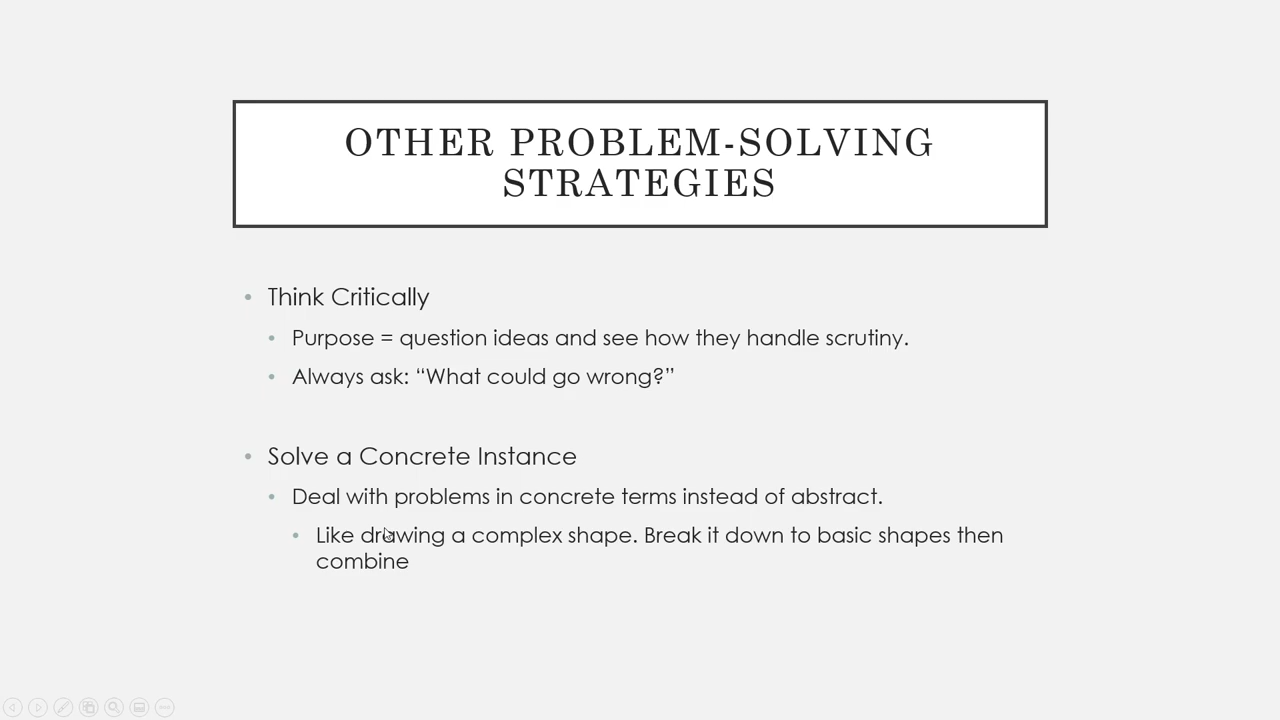 OTHER PROBLEM-SOLVING
STRATEGIES
• Think Critically
• Purpose = question ideas and see how they handle scrutiny.
• Always ask: “What could go wrong?”
• Solve a Concrete Instance
• Deal with problems in concrete terms instead of abstract.
• Like drawing a complex shape. Break it down to basic shapes then
combine